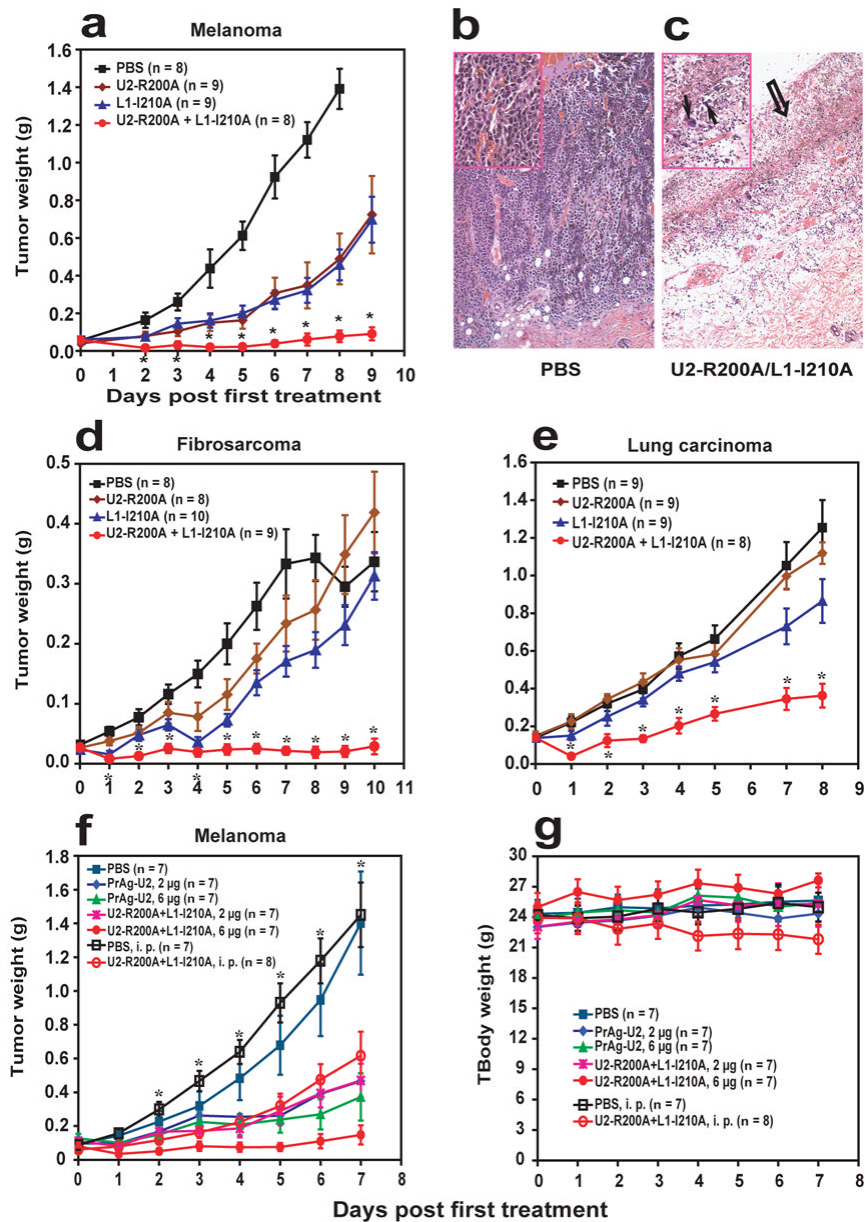 a
Melanoma
1.6
1.4
1.2
1.0
0.8
0.6
0.4
0.2
0.0
Tumor weight (g)
PBS (n = 8)
U2-R200A (n = 9)
L1-I210A (n = 9)
U2-R200A + L1-I210A (n = 8)
* * * * * * * *
0 1 2 3 4 5 6 7 8 9 10
Days post first treatment
b
PBS
c
U2-R200A/L1-I210A
d
Fibrosarcoma
0.5
0.4
0.3
0.2
0.1
0.0
Tumor weight (g)
PBS (n = 8)
U2-R200A (n = 8)
L1-I210A (n = 10)
U2-R200A + L1-I210A (n = 9)
* * * * * * * * * *
0 1 2 3 4 5 6 7 8 9 10 11
e
Lung carcinoma
1.6
1.4
1.2
1.0
0.8
0.6
0.4
0.2
0.0
Tumor weight (g)
PBS (n = 9)
U2-R200A (n = 9)
L1-I210A (n = 9)
U2-R200A + L1-I210A (n = 8)
* * * * * * *
0 1 2 3 4 5 6 7 8 9
f
Melanoma
1.8
1.6
1.4
1.2
1.0
0.8
0.6
0.4
0.2
0
Tumor weight (g)
PBS (n = 7)
PrAg-U2, 2 µg (n = 7)
PrAg-U2, 6 µg (n = 7)
U2-R200A+L1-I210A, 2 µg (n = 7)
U2-R200A+L1-I210A, 6 µg (n = 7)
PBS, i. p. (n = 7)
U2-R200A+L1-I210A, i. p. (n = 8)
* * * * * *
0 1 2 3 4 5 6 7 8
g
30
27
24
21
18
15
12
9
6
3
0
TBody weight (g)
PBS (n = 7)
PrAg-U2, 2 µg (n = 7)
PrAg-U2, 6 µg (n = 7)
U2-R200A+L1-I210A, 2 µg (n = 7)
U2-R200A+L1-I210A, 6 µg (n = 7)
PBS, i. p. (n = 7)
U2-R200A+L1-I210A, i. p. (n = 8)
0 1 2 3 4 5 6 7 8
Days post first treatment